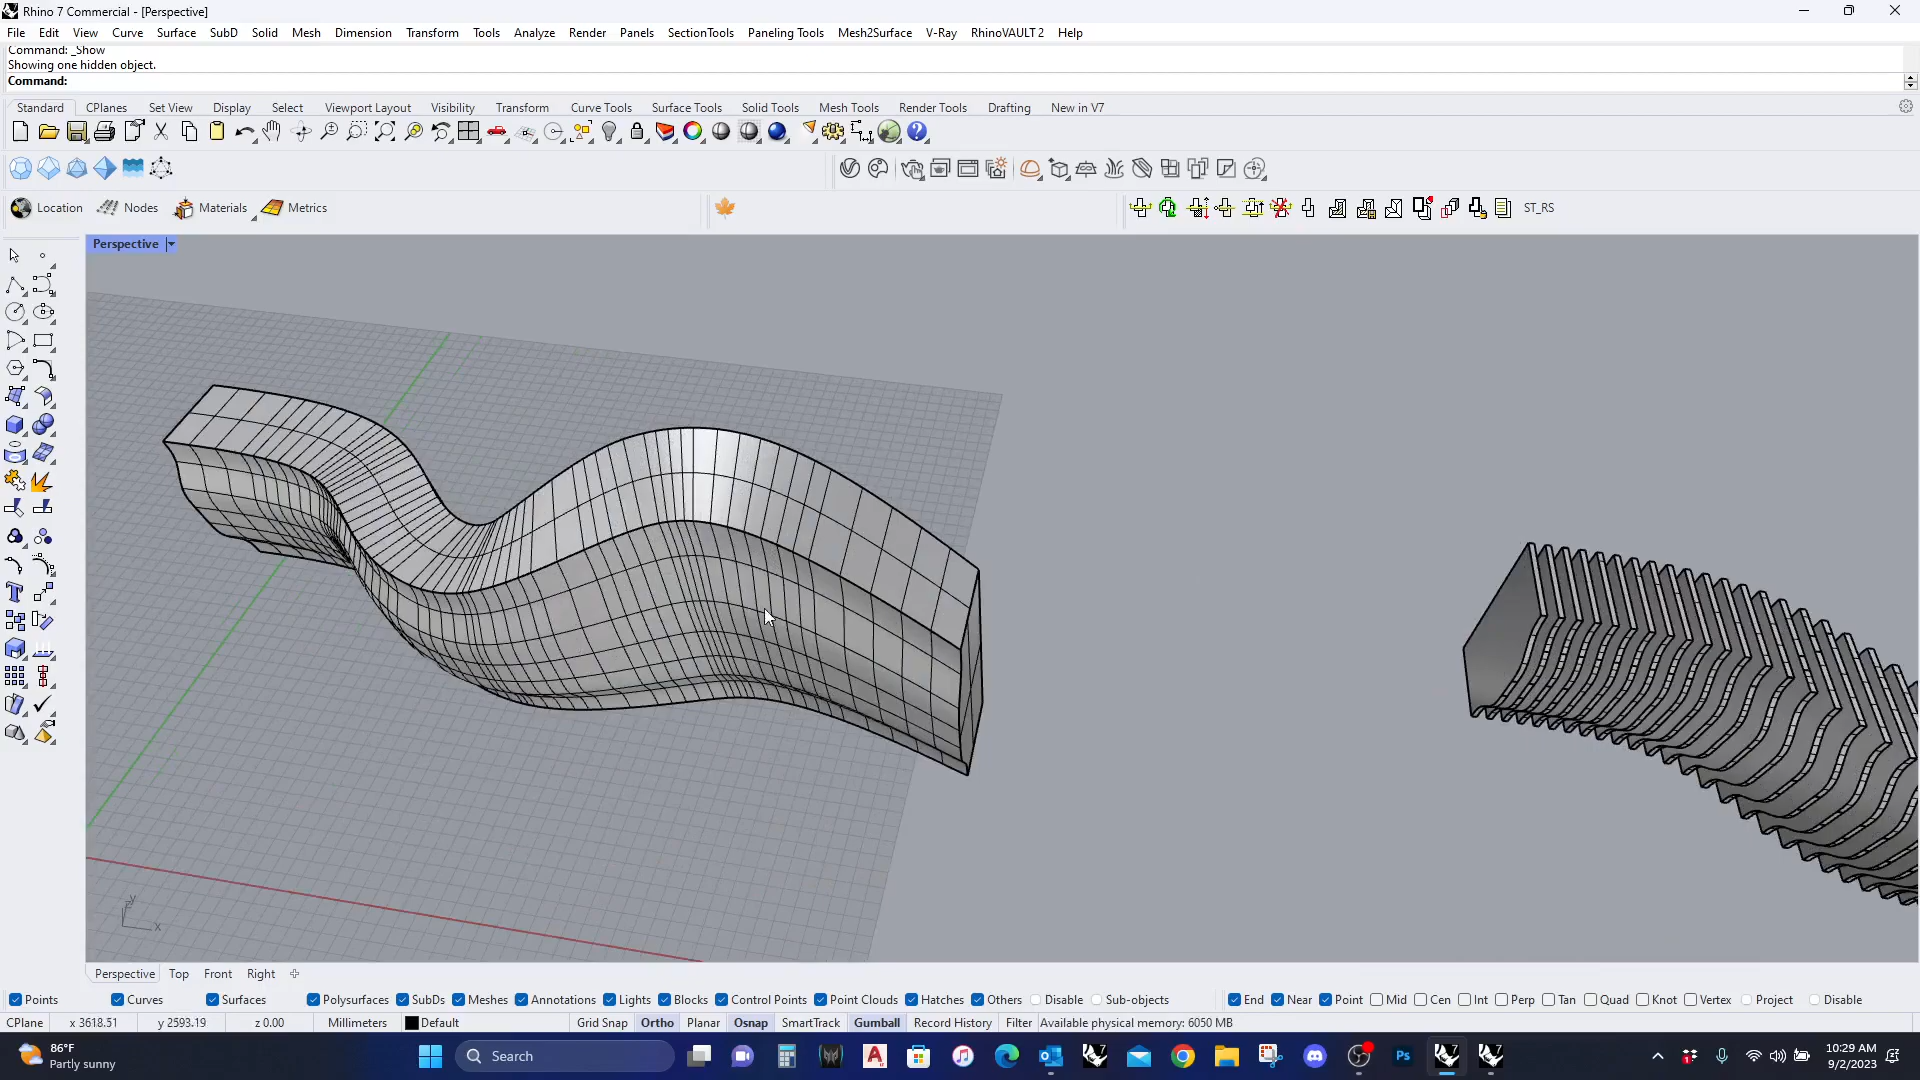 Rhino 7 Commercial - [Perspective]
File Edit View Curve Surface SubD Solid Mesh Dimension Transform Tools Analyze Render Panels SectionTools Paneling Tools Mesh2Surface V-Ray RhinoVAULT 2 Help
Command: _Show
Showing one hidden object.
Command:
Standard CPlanes Set View Display Select Viewport Layout Visibility Transform Curve Tools Surface Tools Solid Tools Mesh Tools Render Tools Drafting New in V7
Location Nodes Materials Metrics ST_RS
Perspective
y
x
Perspective Top Front Right
Points Curves Surfaces Polysurfaces SubDs Meshes Annotations Lights Blocks Control Points Point Clouds Hatches Others Disable Sub-objects End Near Point Mid Cen Int Perp Tan Quad Knot Vertex Project Disable
CPlane x 3618.51 y 2593.19 z 0.00 Millimeters Default Grid Snap Ortho Planar Osnap SmartTrack Gumball Record History Filter Available physical memory: 6050 MB
86°F
Partly sunny
Search
Ps
10:29 AM
9/2/2023